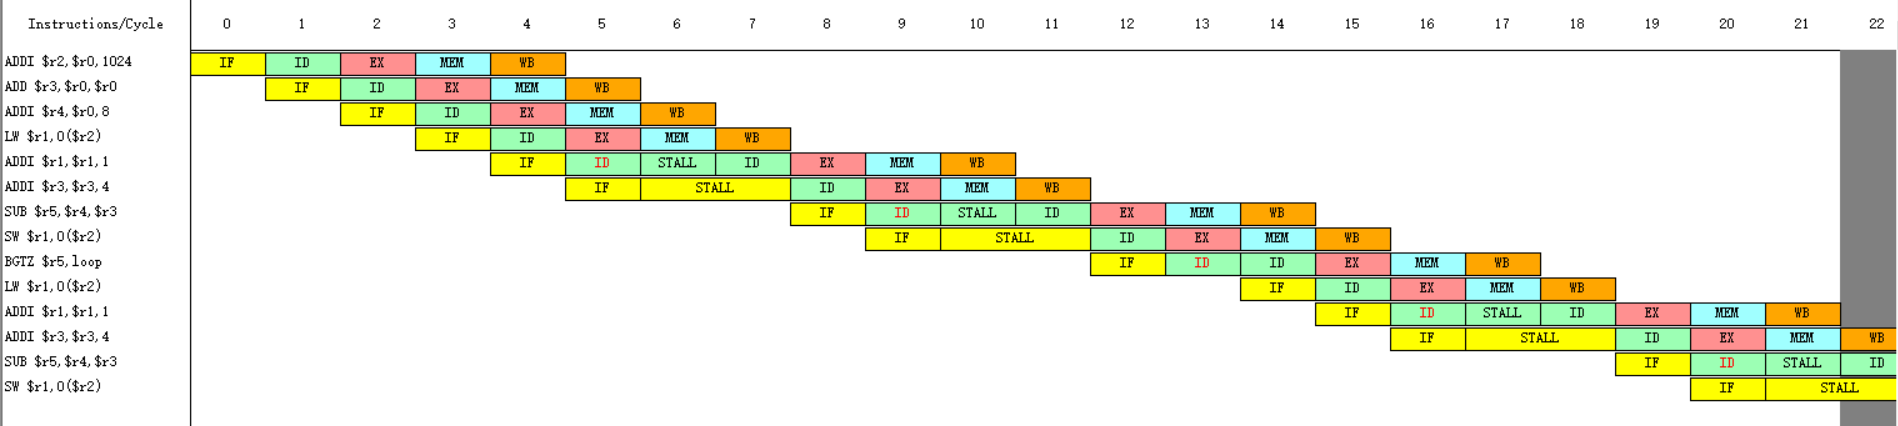 Instructions/Cycle 0 1 2 3 4 5 6 7 8 9 10 11 12 13 14 15 16 17 18 19 20 21 22
ADDI $r2,$r0,1024 IF ID EX MEM WB
ADD $r3,$r0,$r0 IF ID EX MEM WB
ADDI $r4,$r0,8 IF ID EX MEM WB
LW $r1,0($r2) IF ID EX MEM WB
ADDI $r1,$r1,1 IF ID STALL ID EX MEM WB
ADDI $r3,$r3,4 IF STALL ID EX MEM WB
SUB $r5,$r4,$r3 IF ID STALL ID EX MEM WB
SW $r1,0($r2) IF STALL ID EX MEM WB
BGTZ $r5,loop IF ID ID EX MEM WB
LW $r1,0($r2) IF ID EX MEM WB
ADDI $r1,$r1,1 IF ID STALL ID EX MEM WB
ADDI $r3,$r3,4 IF STALL ID EX MEM WB
SUB $r5,$r4,$r3 IF ID STALL ID
SW $r1,0($r2) IF STALL